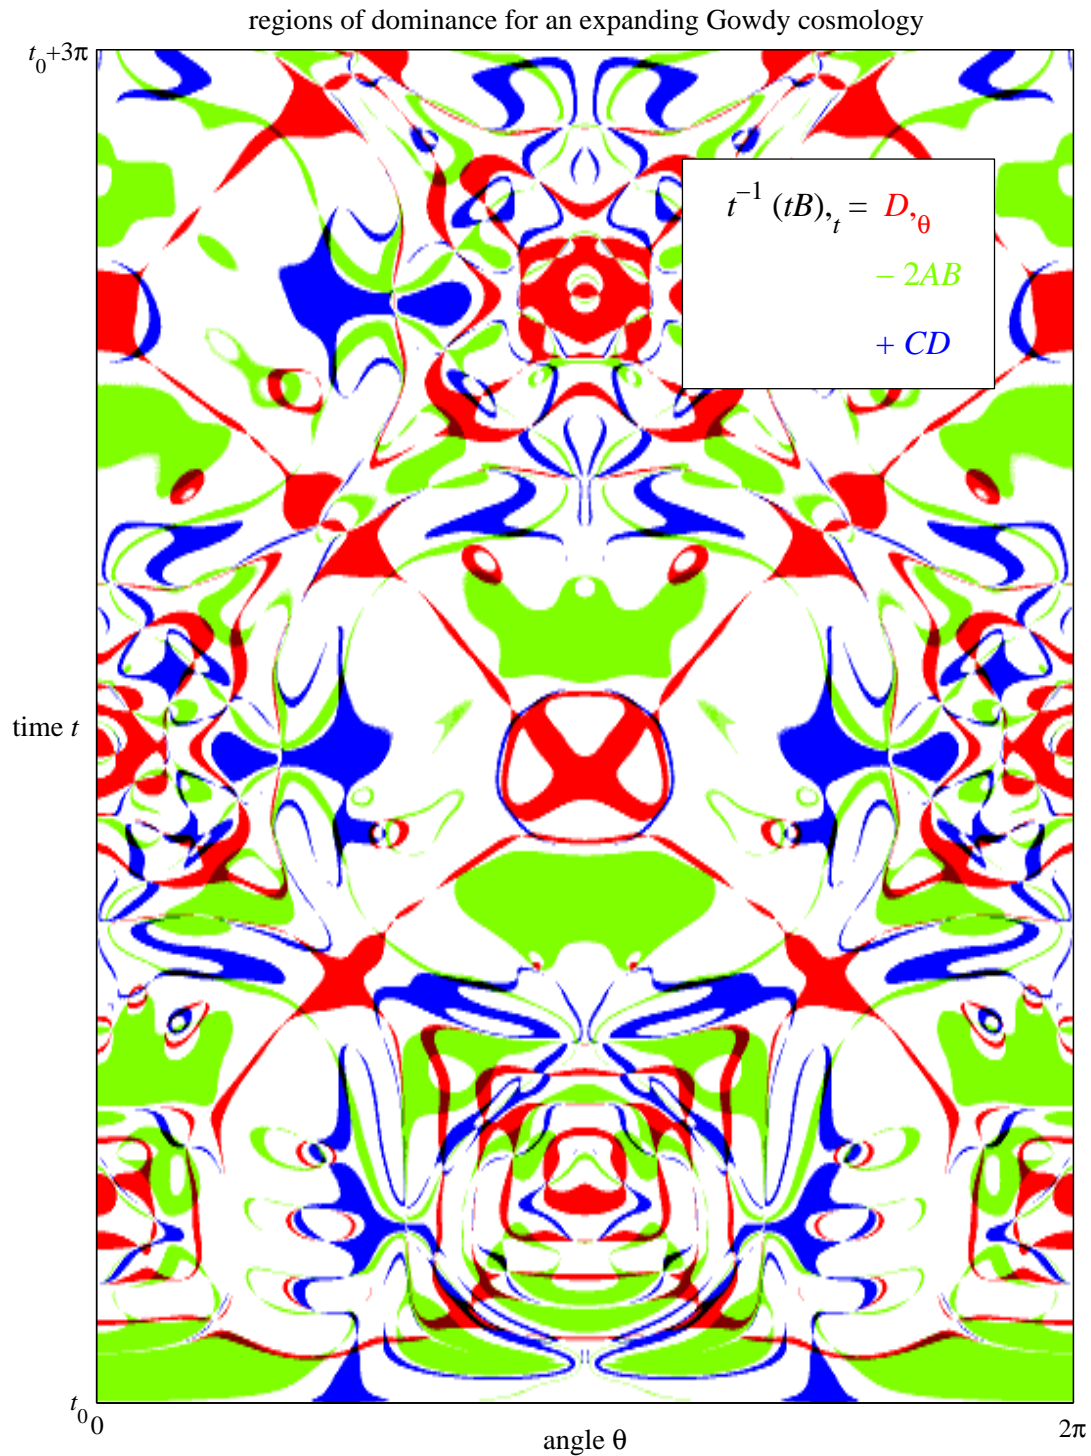 regions of dominance for an expanding Gowdy cosmology
t₀+3π
t⁻¹ (tB),ₜ = D,θ
− 2AB
+ CD
time t
t₀
0
2π
angle θ